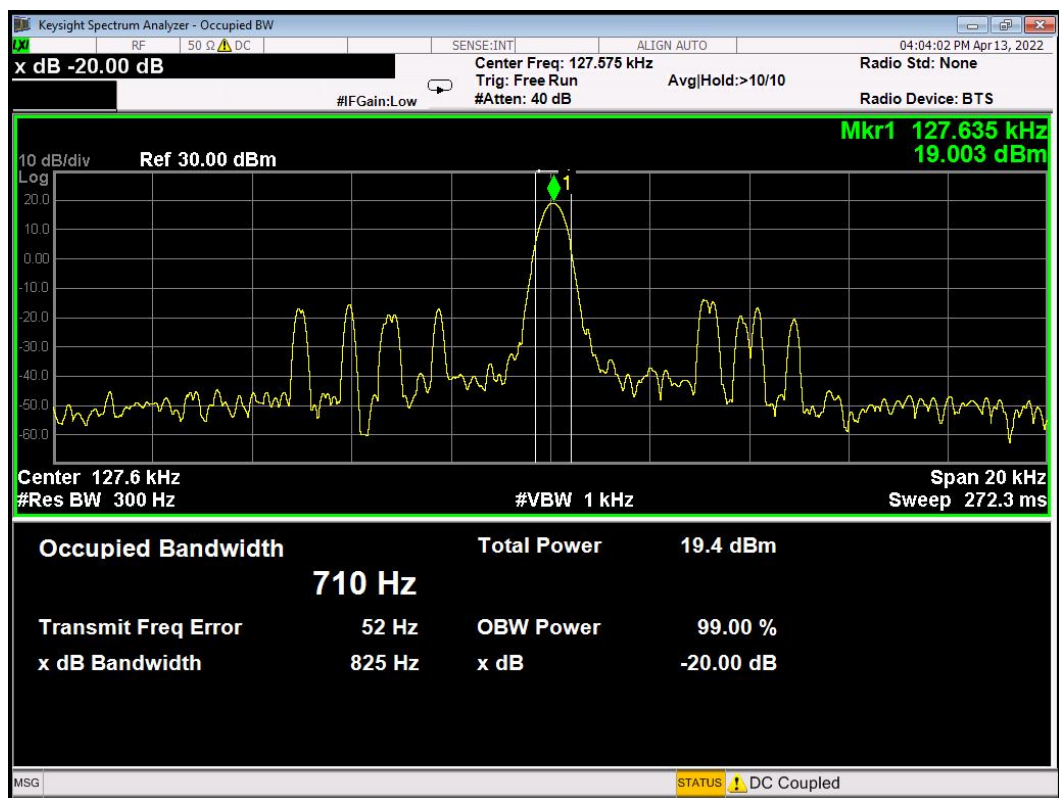 Keysight Spectrum Analyzer - Occupied BW
LXI RF 50 Ω DC SENSE:INT ALIGN AUTO 04:04:02 PM Apr 13, 2022
x dB -20.00 dB
Center Freq: 127.575 kHz Radio Std: None
Trig: Free Run Avg|Hold:>10/10
#IFGain:Low #Atten: 40 dB Radio Device: BTS
Mkr1 127.635 kHz
10 dB/div Ref 30.00 dBm 19.003 dBm
Log
1
20.0
10.0
0.00
-10.0
-20.0
-30.0
-40.0
-50.0
-60.0
Center 127.6 kHz Span 20 kHz
#Res BW 300 Hz #VBW 1 kHz Sweep 272.3 ms
Occupied Bandwidth Total Power 19.4 dBm
710 Hz
Transmit Freq Error 52 Hz OBW Power 99.00 %
x dB Bandwidth 825 Hz x dB -20.00 dB
MSG STATUS DC Coupled